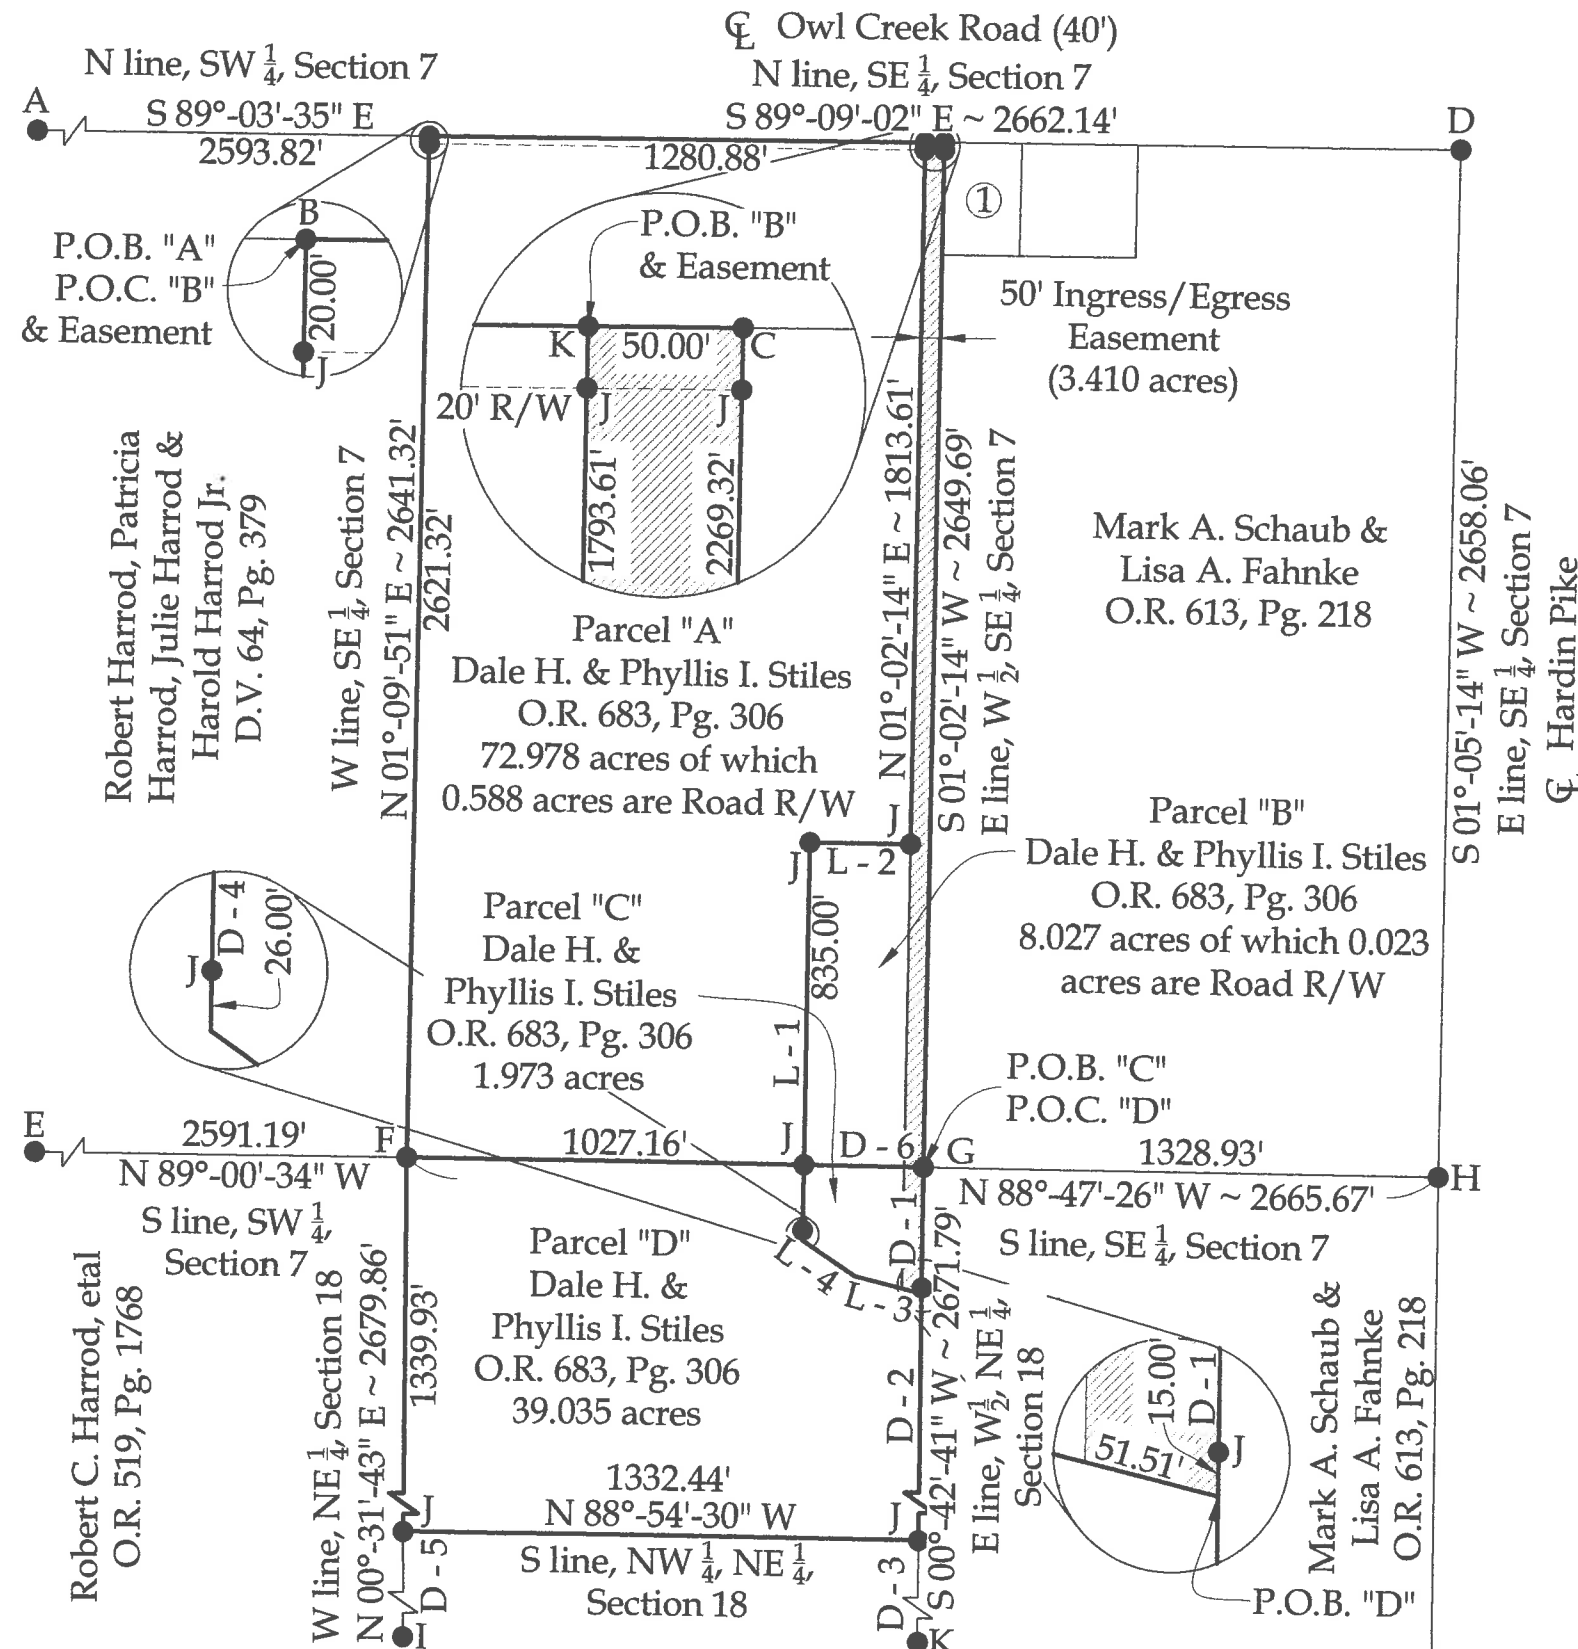 ℄ Owl Creek Road (40')
N line, SW 1/4, Section 7
N line, SE 1/4, Section 7
A
S 89°-03'-35" E
S 89°-09'-02" E ~ 2662.14'
D
2593.82'
1280.88'
1
B
P.O.B. "A"
P.O.C. "B"
& Easement
20.00'
J
P.O.B. "B"
& Easement
K
50.00'
C
20' R/W
J
J
1793.61'
2269.32'
50' Ingress/Egress
Easement
(3.410 acres)
Robert Harrod, Patricia
Harrod, Julie Harrod &
Harold Harrod Jr.
D.V. 64, Pg. 379
W line, SE 1/4, Section 7
N 01°-09'-51" E ~ 2641.32'
2621.32'
N 01°-02'-14" E ~ 1813.61'
S 01°-02'-14" W ~ 2649.69'
E line, W 1/2, SE 1/4, Section 7
Mark A. Schaub &
Lisa A. Fahnke
O.R. 613, Pg. 218
S 01°-05'-14" W ~ 2658.06'
E line, SE 1/4, Section 7
℄ Hardin Pike
Parcel "A"
Dale H. & Phyllis I. Stiles
O.R. 683, Pg. 306
72.978 acres of which
0.588 acres are Road R/W
J
J
L - 2
Parcel "B"
Dale H. & Phyllis I. Stiles
O.R. 683, Pg. 306
8.027 acres of which 0.023
acres are Road R/W
D - 4
26.00'
J
Parcel "C"
Dale H. &
Phyllis I. Stiles
O.R. 683, Pg. 306
1.973 acres
835.00'
L - 1
P.O.B. "C"
P.O.C. "D"
E
2591.19'
F
1027.16'
J
D - 6
G
1328.93'
H
N 89°-00'-34" W
N 88°-47'-26" W ~ 2665.67'
S line, SW 1/4,
Section 7
S line, SE 1/4, Section 7
Robert C. Harrod, etal
O.R. 519, Pg. 1768
W line, NE 1/4, Section 18
N 00°-31'-43" E ~ 2679.86'
1339.93'
Parcel "D"
Dale H. &
Phyllis I. Stiles
O.R. 683, Pg. 306
39.035 acres
L - 4
L - 3
D - 1
D - 2
S 00°-42'-41" W ~ 2671.79'
E line, W 1/2, NE 1/4,
Section 18
15.00'
D - 1
J
51.51'
P.O.B. "D"
Mark A. Schaub &
Lisa A. Fahnke
O.R. 613, Pg. 218
1332.44'
J
N 88°-54'-30" W
J
S line, NW 1/4, NE 1/4,
Section 18
D - 5
D - 3
I
K